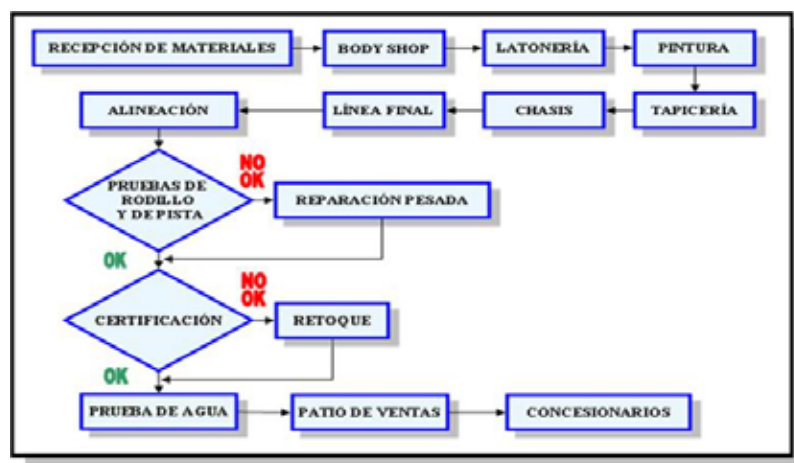 RECEPCIÓN DE MATERIALES
BODY SHOP
LATONERÍA
PINTURA
ALINEACIÓN
LÍNEA FINAL
CHASIS
TAPICERÍA
PRUEBAS DE
RODILLO
Y DE PISTA
NO
OK
REPARACIÓN PESADA
OK
CERTIFICACIÓN
NO
OK
RETOQUE
OK
PRUEBA DE AGUA
PATIO DE VENTAS
CONCESIONARIOS